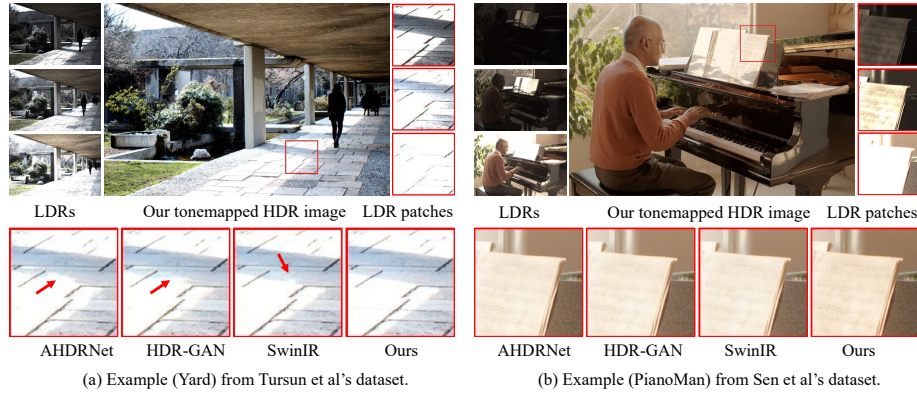 LDRs
Our tonemapped HDR image
LDR patches
LDRs
Our tonemapped HDR image
LDR patches
AHDRNet
HDR-GAN
SwinIR
Ours
AHDRNet
HDR-GAN
SwinIR
Ours
(a) Example (Yard) from Tursun et al's dataset.
(b) Example (PianoMan) from Sen et al's dataset.